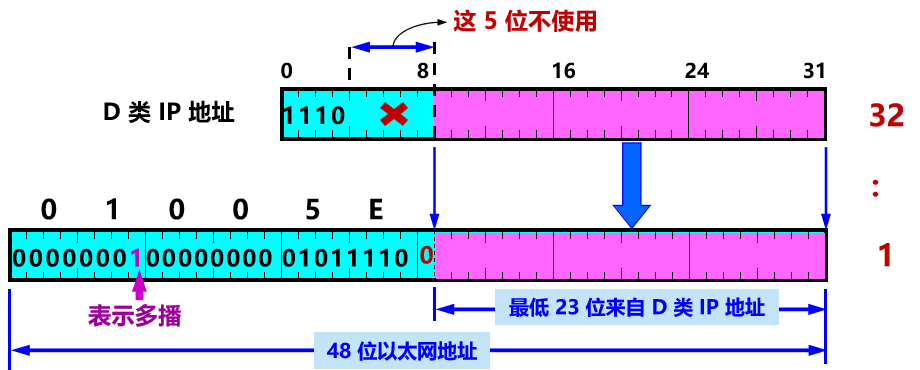 这 5 位不使用
0 8 16 24 31
D 类 IP 地址
1110
32
:
1
0 1 0 0 5 E
00000001 00000000 01011110 0
表示多播
最低 23 位来自 D 类 IP 地址
48 位以太网地址